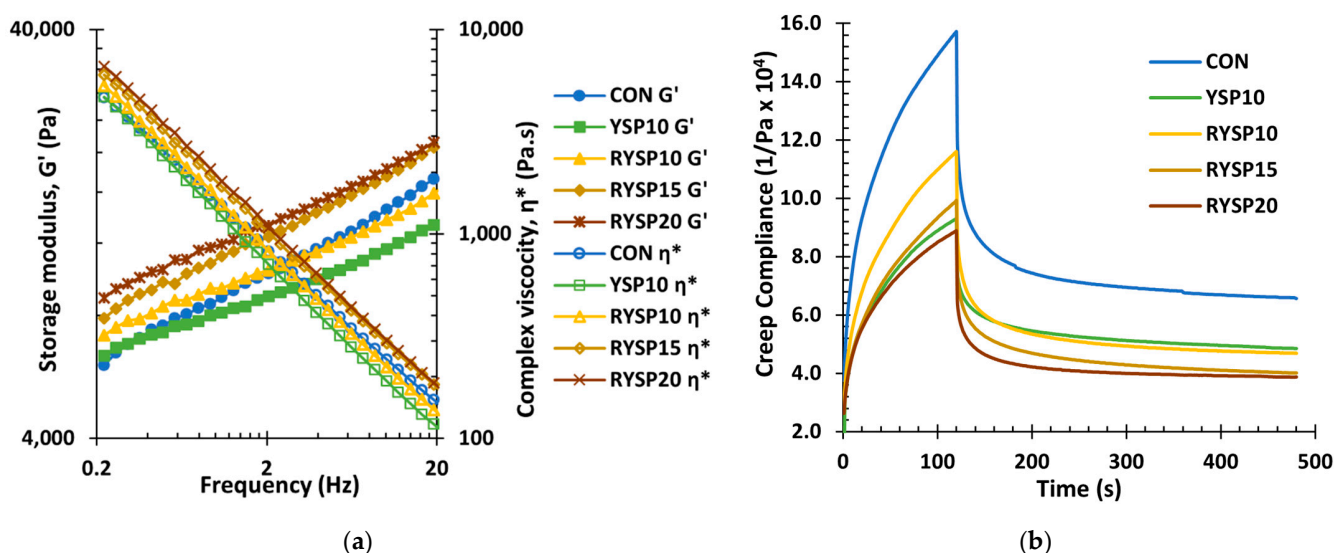 40,000
4,000
Storage modulus, G' (Pa)
0.2
2
20
Frequency (Hz)
10,000
1,000
100
Complex viscocity, η* (Pa.s)
CON G'
YSP10 G'
RYSP10 G'
RYSP15 G'
RYSP20 G'
CON η*
YSP10 η*
RYSP10 η*
RYSP15 η*
RYSP20 η*
(a)
16.0
14.0
12.0
10.0
8.0
6.0
4.0
2.0
Creep Compliance (1/Pa x 10⁴)
0
100
200
300
400
500
Time (s)
CON
YSP10
RYSP10
RYSP15
RYSP20
(b)